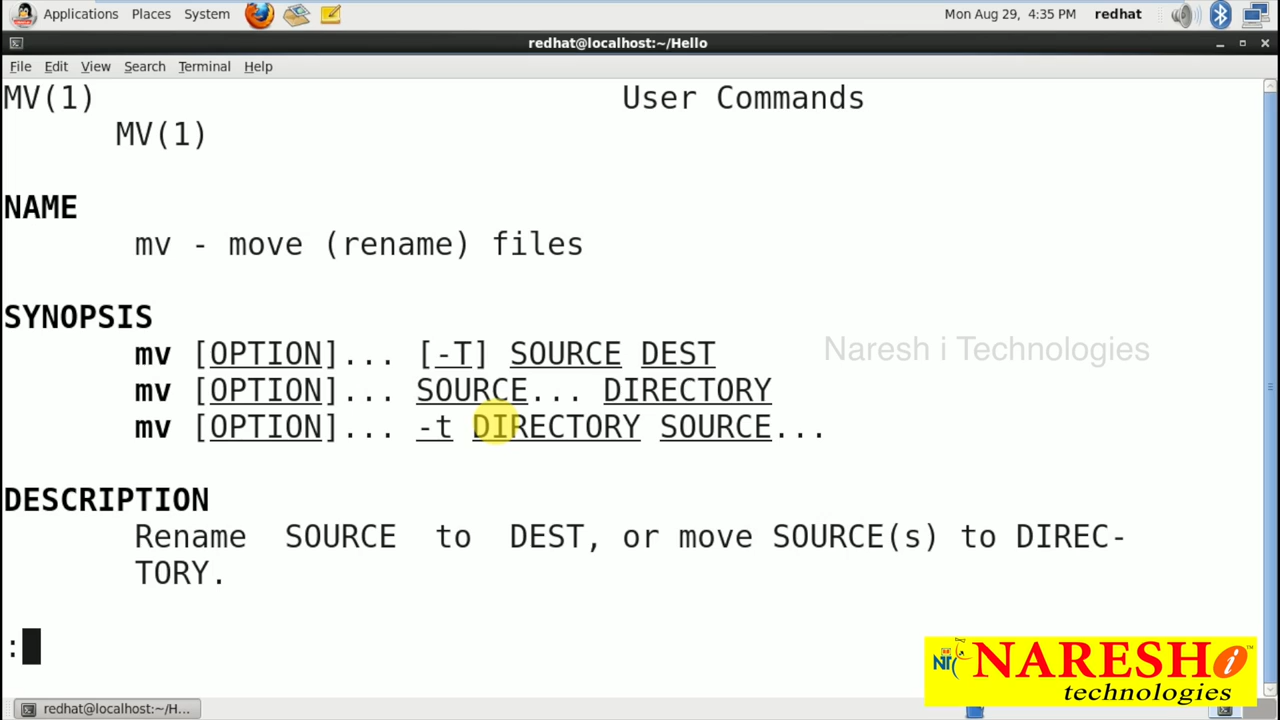 Applications Places System Mon Aug 29, 4:35 PM redhat
redhat@localhost:~/Hello
File Edit View Search Terminal Help
MV(1) User Commands
MV(1)
NAME
mv - move (rename) files
SYNOPSIS
mv [OPTION]... [-T] SOURCE DEST
mv [OPTION]... SOURCE... DIRECTORY
mv [OPTION]... -t DIRECTORY SOURCE...
Naresh i Technologies
DESCRIPTION
Rename SOURCE to DEST, or move SOURCE(s) to DIREC-
TORY.
:
NARESH i ™
technologies
redhat@localhost:~/H...